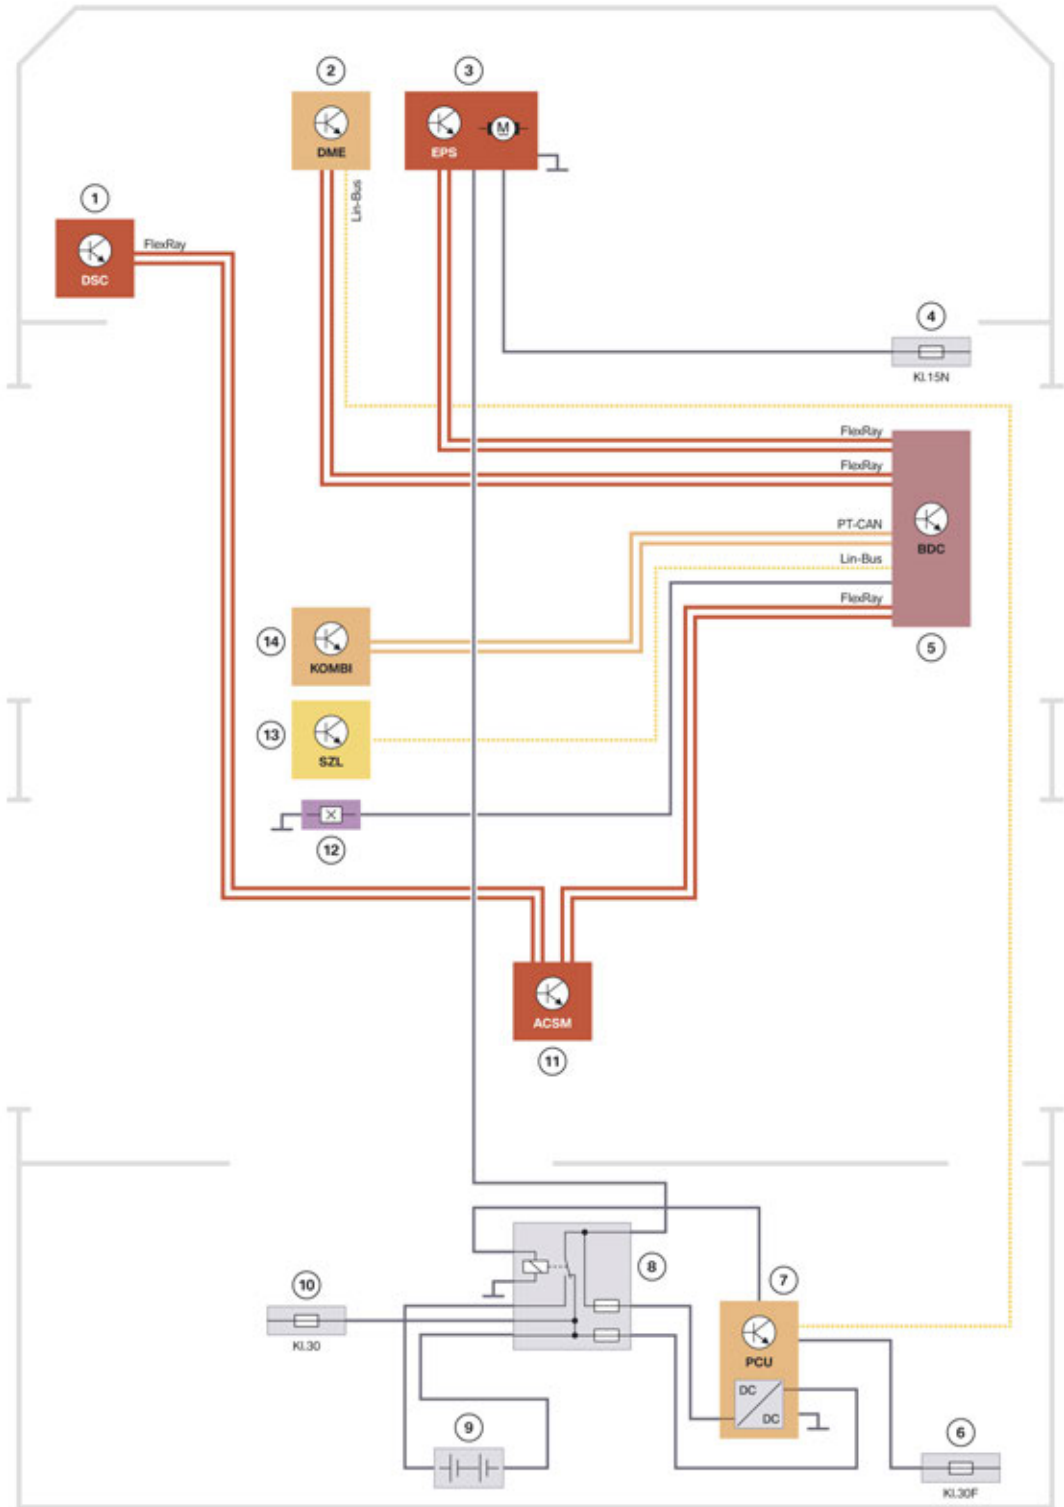 2
3
DME
EPS
M
Lin-Bus
1
DSC
FlexRay
4
Kl.15N
FlexRay
FlexRay
PT-CAN
Lin-Bus
FlexRay
BDC
5
14
KOMBI
13
SZL
12
ACSM
11
8
7
10
Kl.30
PCU
DC
DC
9
6
Kl.30F